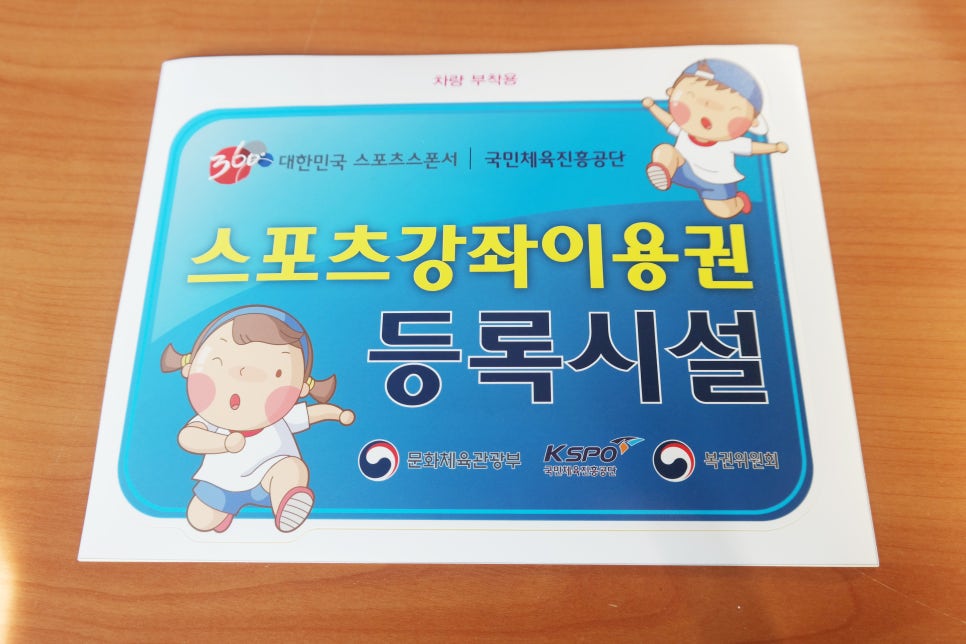 차량 부착용
360° 대한민국 스포츠스폰서 | 국민체육진흥공단
스포츠강좌이용권
등록시설
문화체육관광부 KSPO 국민체육진흥공단 복권위원회